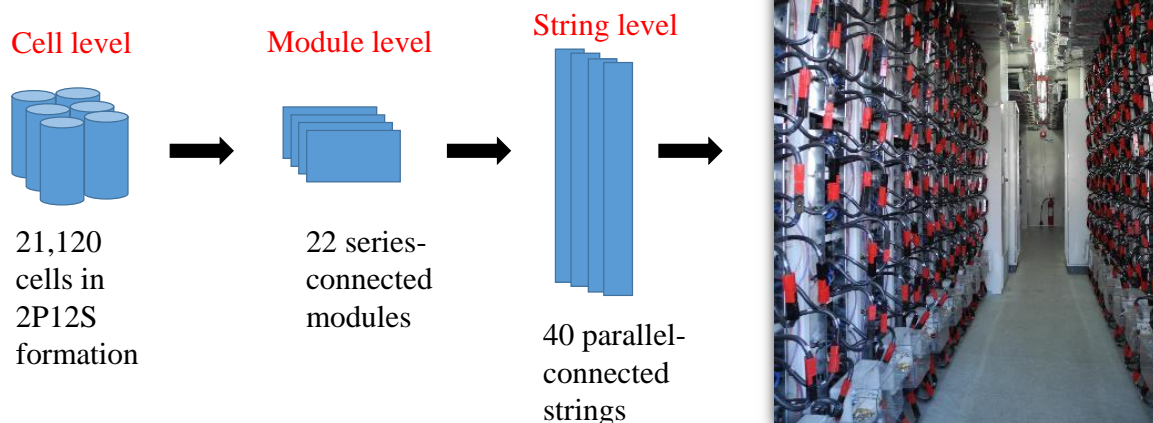 Cell level
21,120
cells in
2P12S
formation
Module level
22 series-
connected
modules
String level
40 parallel-
connected
strings